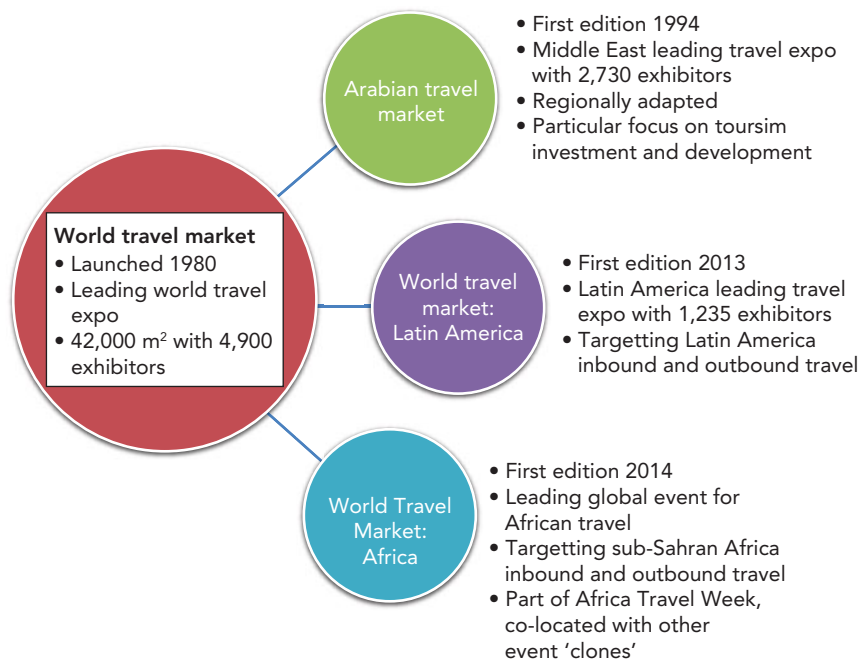 World travel market
• Launched 1980
• Leading world travel
expo
• 42,000 m² with 4,900
exhibitors
Arabian travel
market
• First edition 1994
• Middle East leading travel expo
with 2,730 exhibitors
• Regionally adapted
• Particular focus on toursim
investment and development
World travel
market:
Latin America
• First edition 2013
• Latin America leading travel
expo with 1,235 exhibitors
• Targetting Latin America
inbound and outbound travel
World Travel
Market:
Africa
• First edition 2014
• Leading global event for
African travel
• Targetting sub-Sahran Africa
inbound and outbound travel
• Part of Africa Travel Week,
co-located with other
event ‘clones’